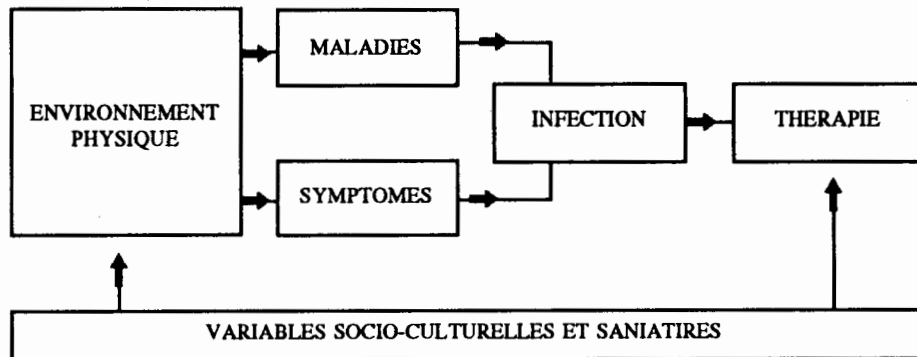 MALADIES
ENVIRONNEMENT
PHYSIQUE
INFECTION
THERAPIE
SYMPTOMES
VARIABLES SOCIO-CULTURELLES ET SANIATIRES